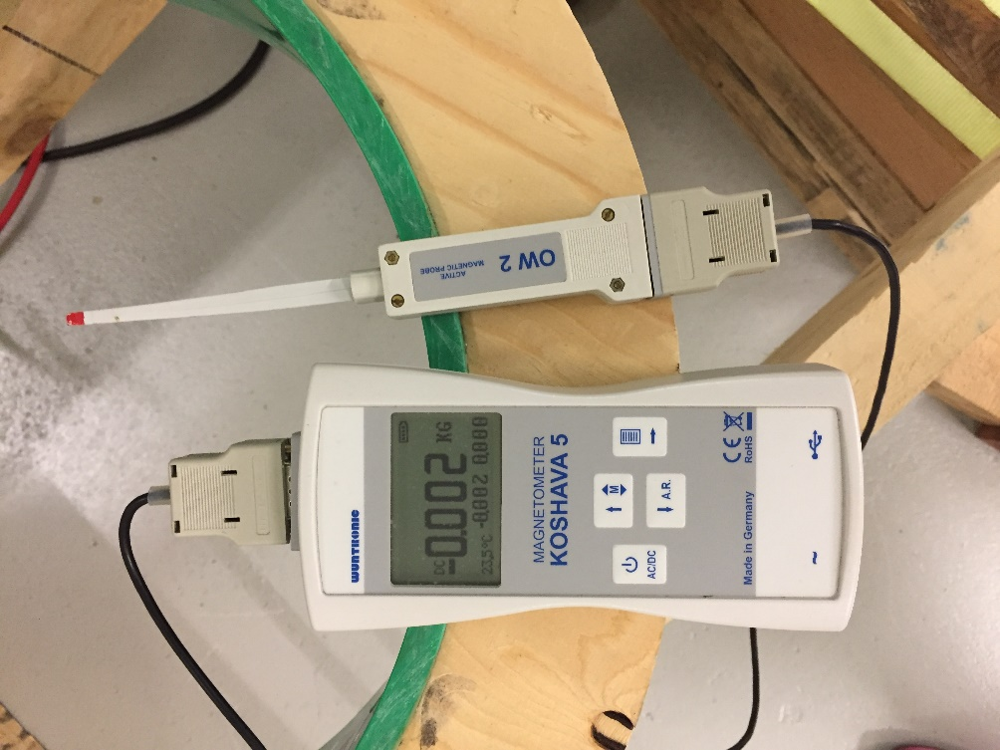 WUNTRONIC
DC -0.002 KG
23,5°C -0,002 0,000
MAGNETOMETER
KOSHAVA 5
M
A.R.
AC/DC
Made in Germany
CE
RoHS
~
ACTIVE
MAGNETIC PROBE
OW 2